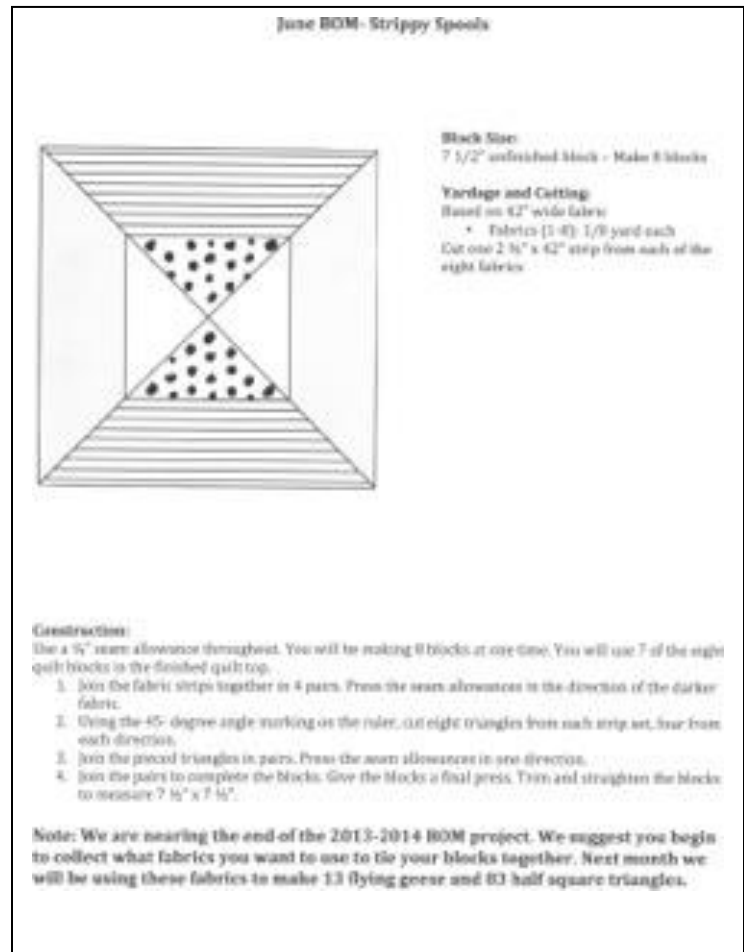 June BOM- Strippy Spools
Block Size:
7 1/2" unfinished block – Make 8 blocks
Yardage and Cutting:
Based on 42" wide fabric
• Fabrics (1-8): 1/8 yard each
Cut one 2 ½" x 42" strip from each of the
eight fabrics
Construction:
Use a ¼" seam allowance throughout. You will be making 8 blocks at one time. You will use 7 of the eight
quilt blocks in the finished quilt top.
1. Join the fabric strips together in 4 pairs. Press the seam allowances in the direction of the darker
fabric.
2. Using the 45- degree angle marking on the ruler, cut eight triangles from each strip set, four from
each direction.
3. Join the pieced triangles in pairs. Press the seam allowances in one direction.
4. Join the pairs to complete the blocks. Give the blocks a final press. Trim and straighten the blocks
to measure 7 ½" x 7 ½".
Note: We are nearing the end of the 2013-2014 BOM project. We suggest you begin
to collect what fabrics you want to use to tie your blocks together. Next month we
will be using these fabrics to make 13 flying geese and 83 half square triangles.